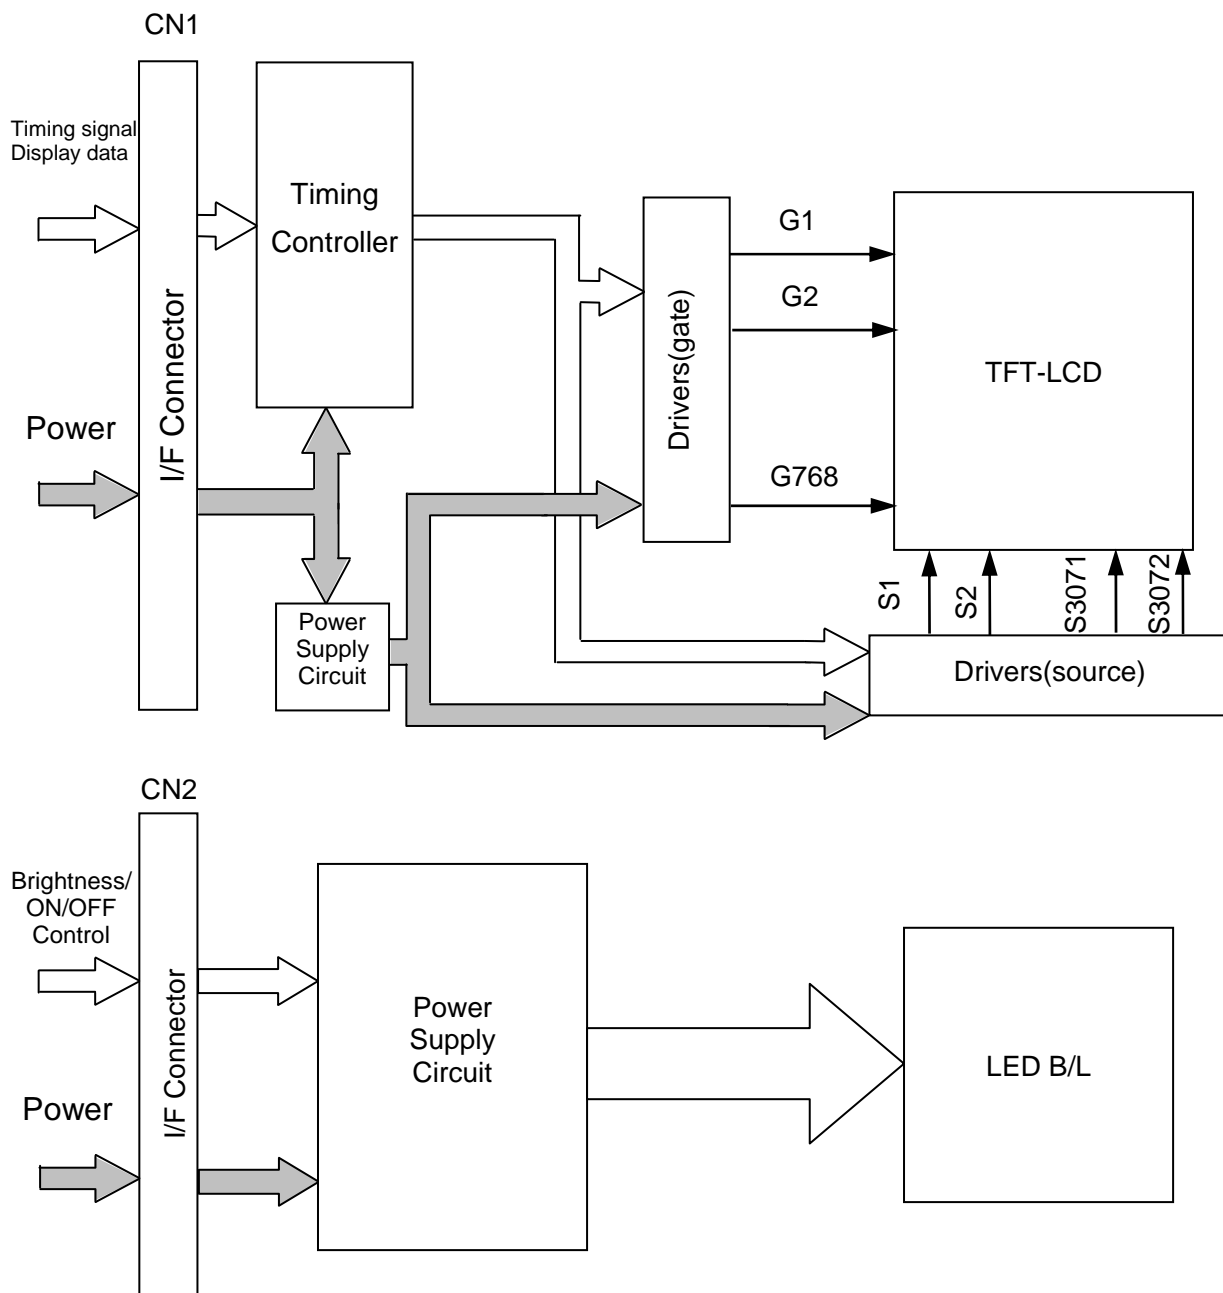 CN1
Timing signal
Display data
Power
I/F Connector
Timing
Controller
Power
Supply
Circuit
Drivers(gate)
G1
G2
G768
TFT-LCD
S1
S2
S3071
S3072
Drivers(source)
CN2
Brightness/
ON/OFF
Control
Power
I/F Connector
Power
Supply
Circuit
LED B/L